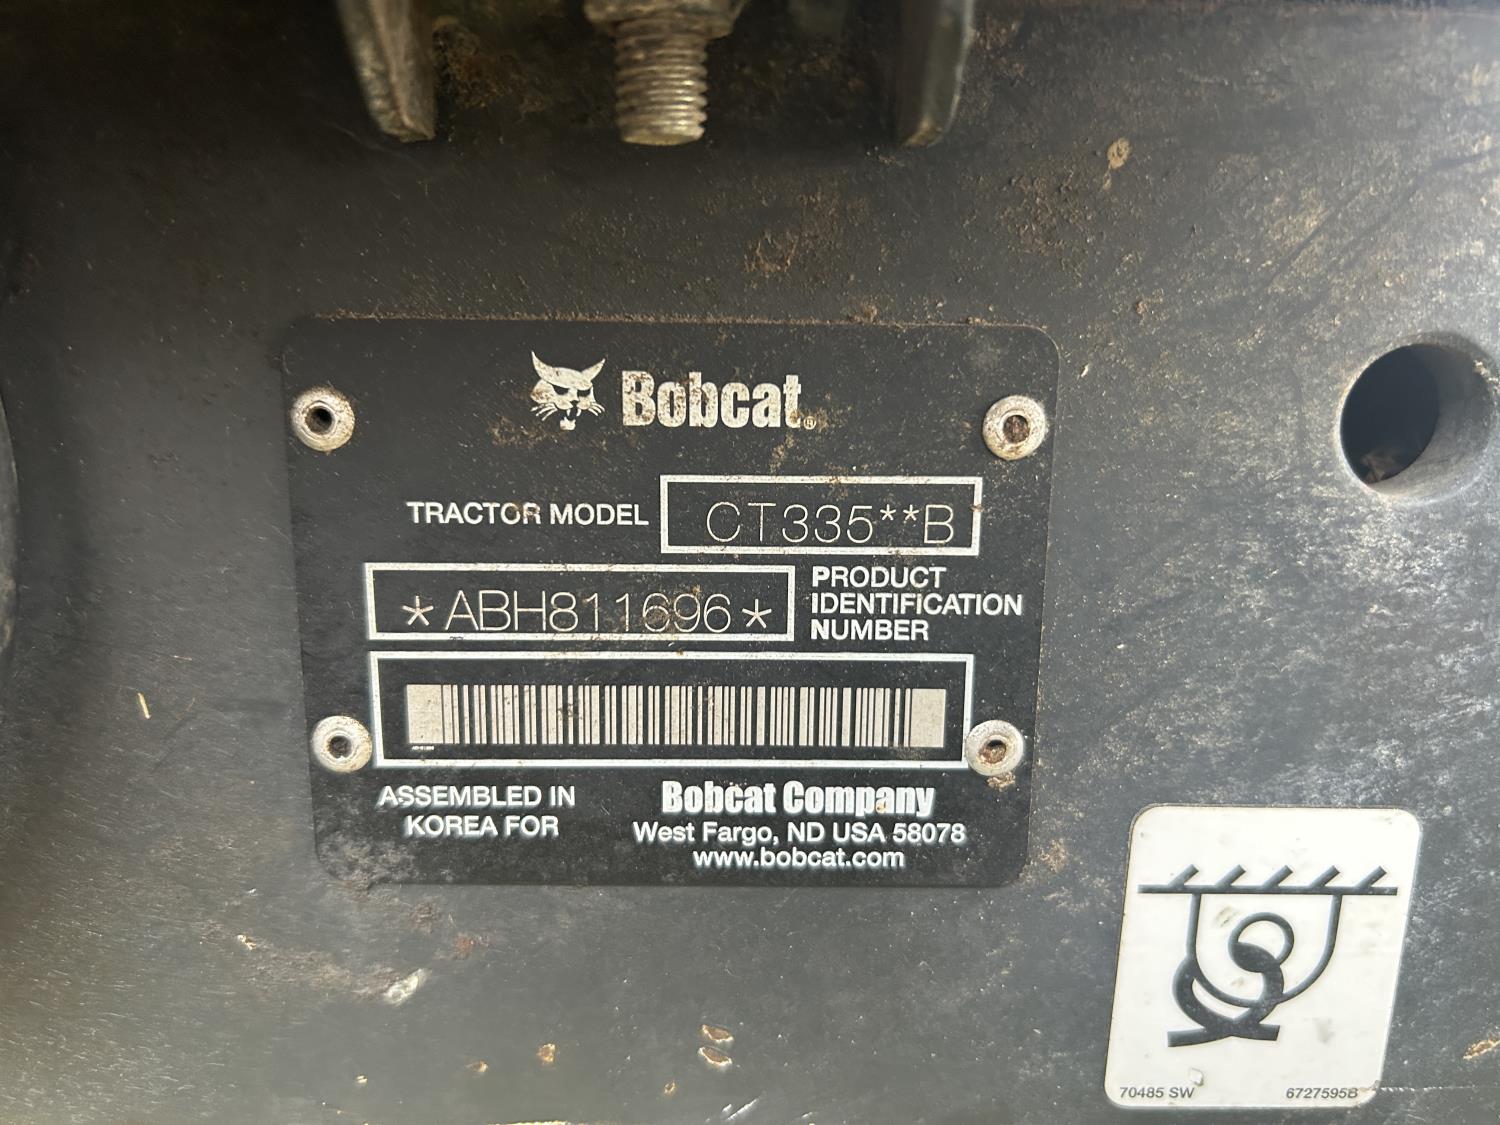 Bobcat®
TRACTOR MODEL CT335**B
*ABH811696* PRODUCT
IDENTIFICATION
NUMBER
ASSEMBLED IN
KOREA FOR
Bobcat Company
West Fargo, ND USA 58078
www.bobcat.com
70485 SW 6727595B